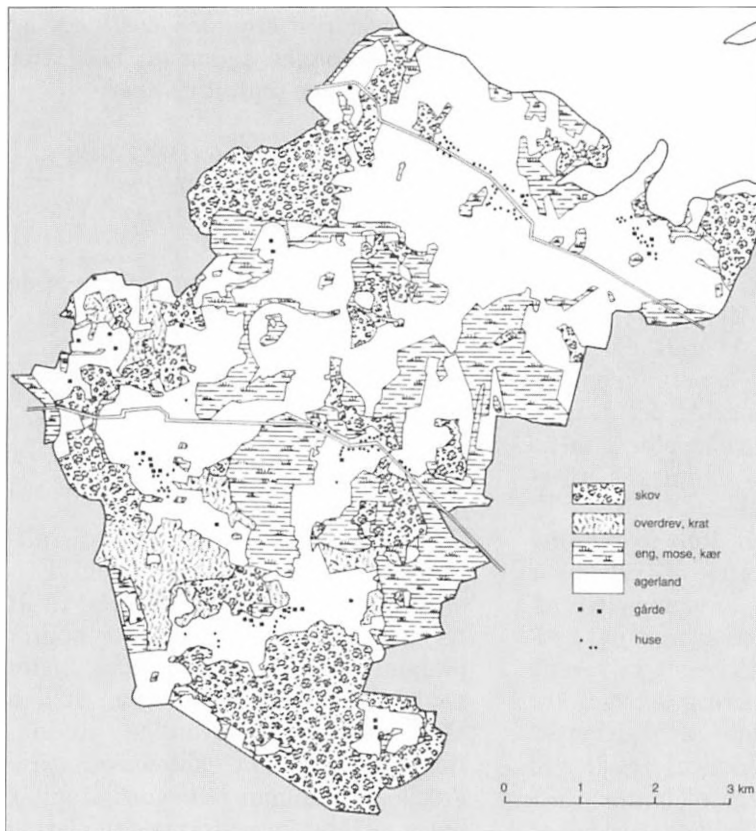 skov
overdrev, krat
eng, mose, kær
agerland
gårde
huse
0 1 2 3 km